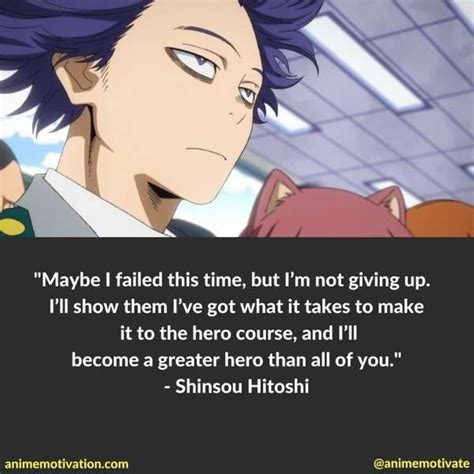 "Maybe I failed this time, but I’m not giving up.
I’ll show them I’ve got what it takes to make
it to the hero course, and I’ll
become a greater hero than all of you."
- Shinsou Hitoshi
animemotivation.com
@animemotivate